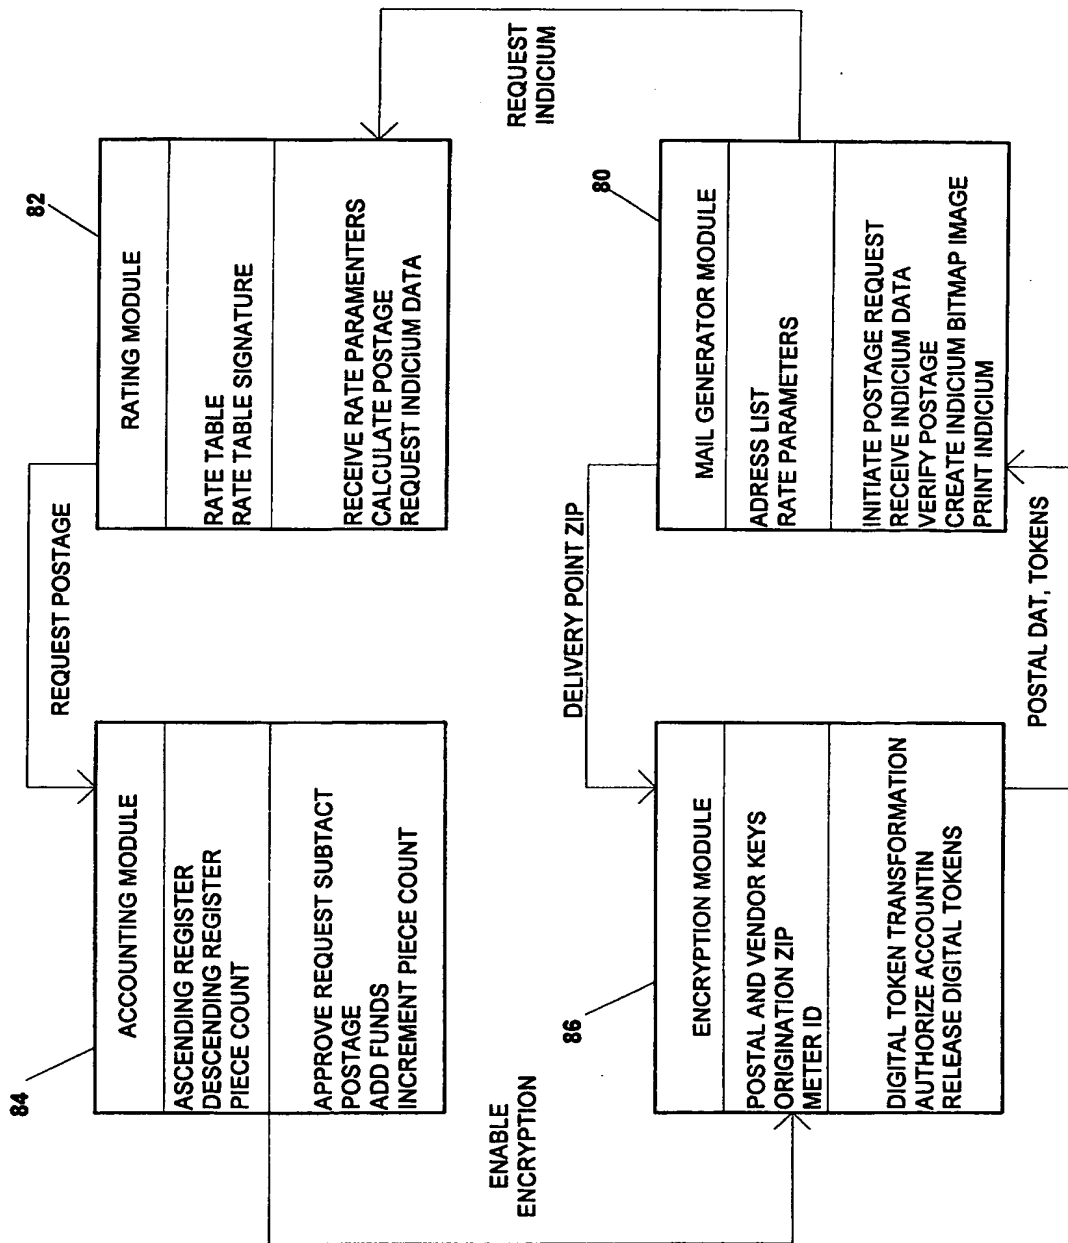 REQUEST POSTAGE
84
ACCOUNTING MODULE
ASCENDING REGISTER
DESCENDING REGISTER
PIECE COUNT
APPROVE REQUEST SUBTACT
POSTAGE
ADD FUNDS
INCREMENT PIECE COUNT
82
RATING MODULE
RATE TABLE
RATE TABLE SIGNATURE
RECEIVE RATE PARAMENTERS
CALCULATE POSTAGE
REQUEST INDICIUM DATA
ENABLE
ENCRYPTION
DELIVERY POINT ZIP
REQUEST
INDICIUM
86
ENCRYPTION MODULE
POSTAL AND VENDOR KEYS
ORIGINATION ZIP
METER ID
DIGITAL TOKEN TRANSFORMATION
AUTHORIZE ACCOUNTIN
RELEASE DIGITAL TOKENS
80
MAIL GENERATOR MODULE
ADRESS LIST
RATE PARAMETERS
INITIATE POSTAGE REQUEST
RECEIVE INDICIUM DATA
VERIFY POSTAGE
CREATE INDICIUM BITMAP IMAGE
PRINT INDICIUM
POSTAL DAT, TOKENS